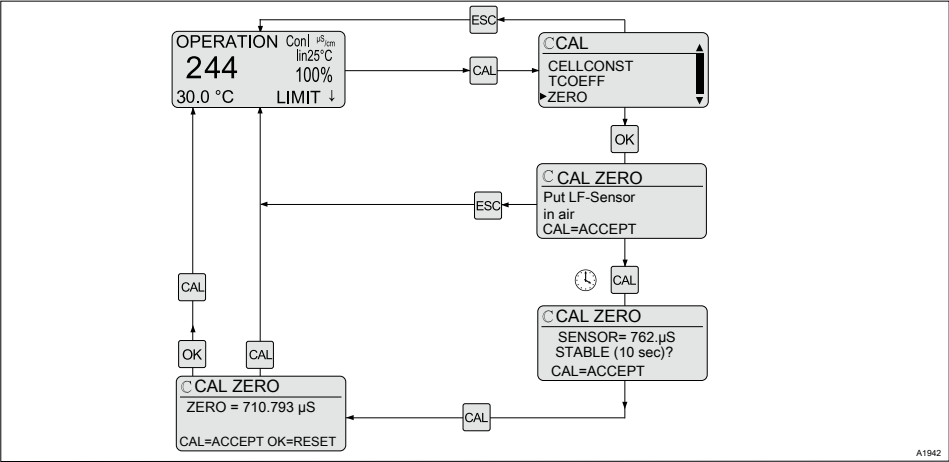 ESC
OPERATION Con| µS/cm
lin25°C
244 100%
30.0 °C LIMIT ↓
CAL
ℂCAL
CELLCONST
TCOEFF
▶ZERO
OK
ℂ CAL ZERO
Put LF-Sensor
in air
CAL=ACCEPT
ESC
CAL
CAL
ℂ CAL ZERO
SENSOR= 762.µS
STABLE (10 sec)?
CAL=ACCEPT
OK
CAL
ℂ CAL ZERO
ZERO = 710.793 µS
CAL=ACCEPT OK=RESET
CAL
A1942